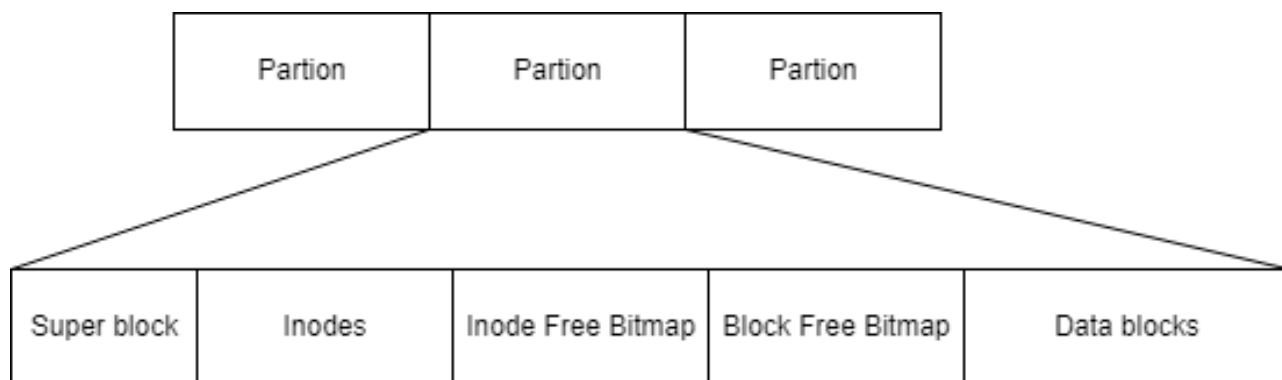 Partion
Partion
Partion
Super block
Inodes
Inode Free Bitmap
Block Free Bitmap
Data blocks